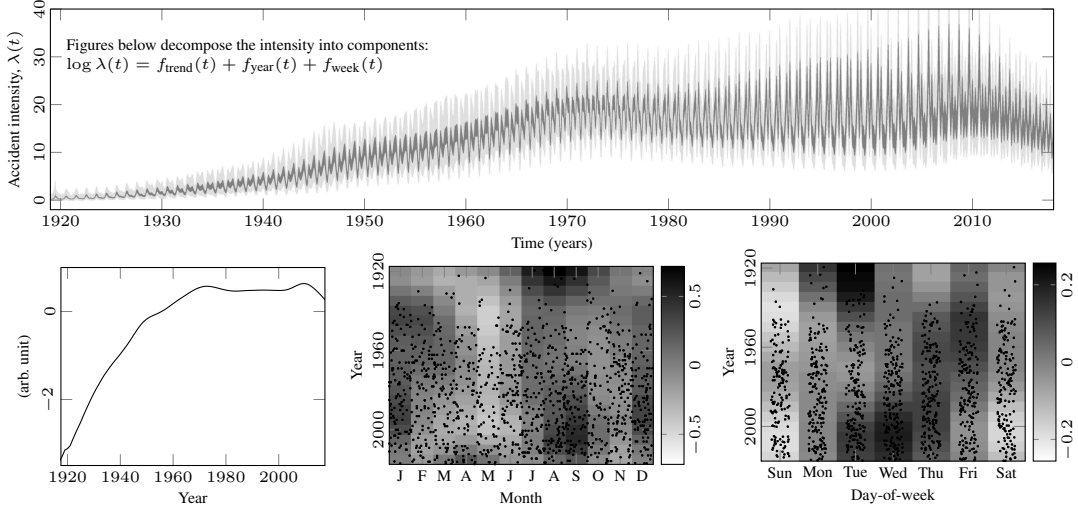 40
30
20
10
0
Accident intensity, λ(t)
Figures below decompose the intensity into components:
log λ(t) = f_trend(t) + f_year(t) + f_week(t)
1920 1930 1940 1950 1960 1970 1980 1990 2000 2010
Time (years)
0
−2
(arb. unit)
1920 1940 1960 1980 2000
Year
1920
1960
2000
Year
J F M A M J J A S O N D
Month
0.5
0
−0.5
1920
1960
2000
Year
Sun Mon Tue Wed Thu Fri Sat
Day-of-week
0.2
0
−0.2